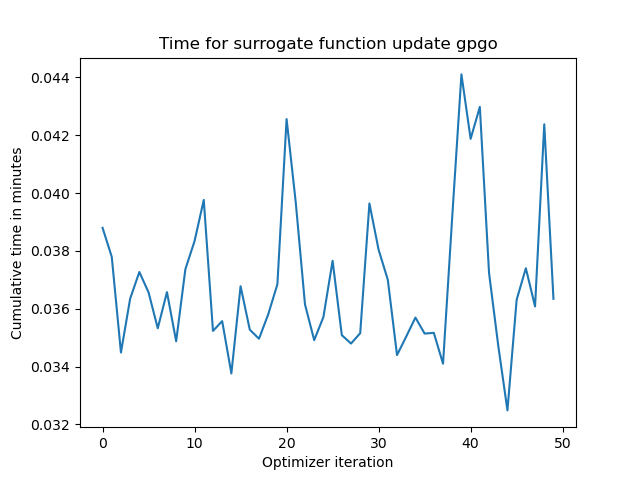 Time for surrogate function update gpgo
Cumulative time in minutes
0.044
0.042
0.040
0.038
0.036
0.034
0.032
0 10 20 30 40 50
Optimizer iteration